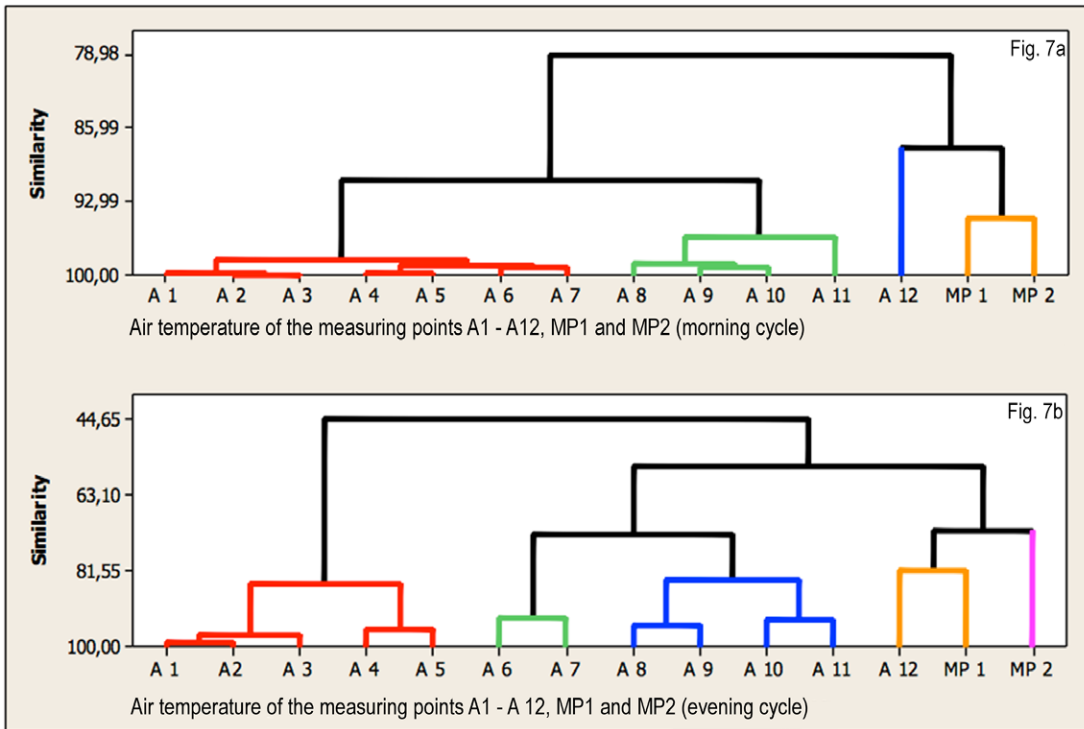 Fig. 7a
Similarity
78,98
85,99
92,99
100,00
A 1 A 2 A 3 A 4 A 5 A 6 A 7 A 8 A 9 A 10 A 11 A 12 MP 1 MP 2
Air temperature of the measuring points A1 - A12, MP1 and MP2 (morning cycle)
Fig. 7b
Similarity
44,65
63,10
81,55
100,00
A 1 A2 A 3 A 4 A 5 A 6 A 7 A 8 A 9 A 10 A 11 A 12 MP 1 MP 2
Air temperature of the measuring points A1 - A 12, MP1 and MP2 (evening cycle)